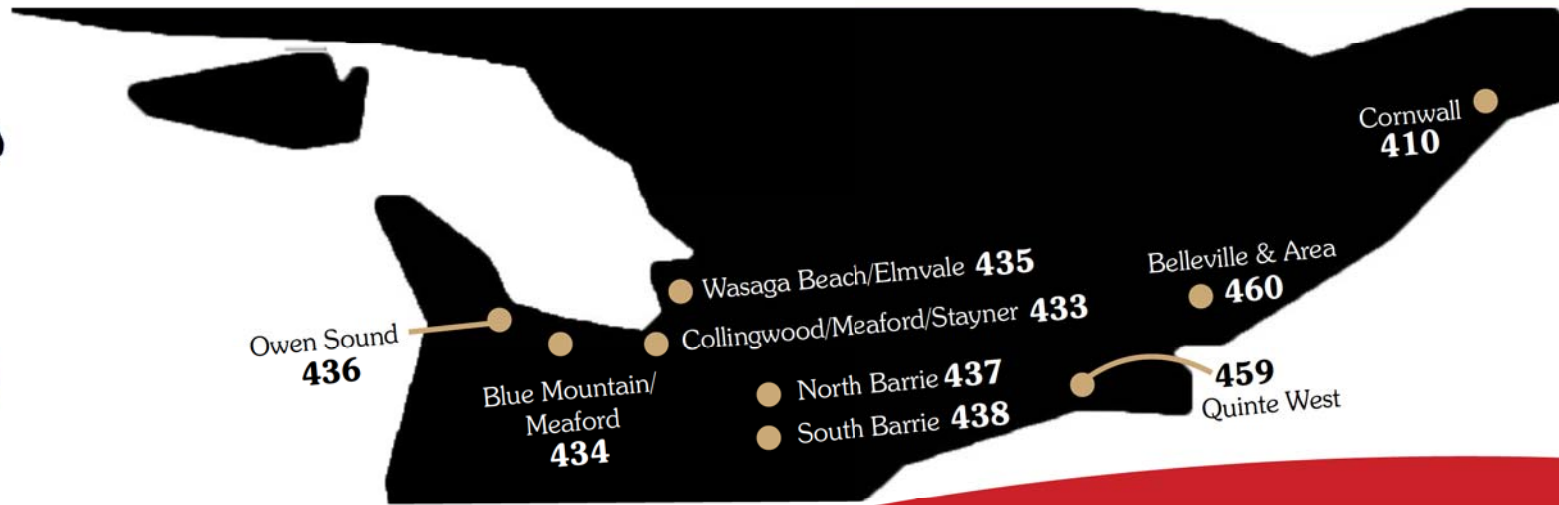 Cornwall
410
Belleville & Area
460
Wasaga Beach/Elmvale 435
Collingwood/Meaford/Stayner 433
Owen Sound
436
Blue Mountain/
Meaford
434
North Barrie 437
South Barrie 438
459
Quinte West